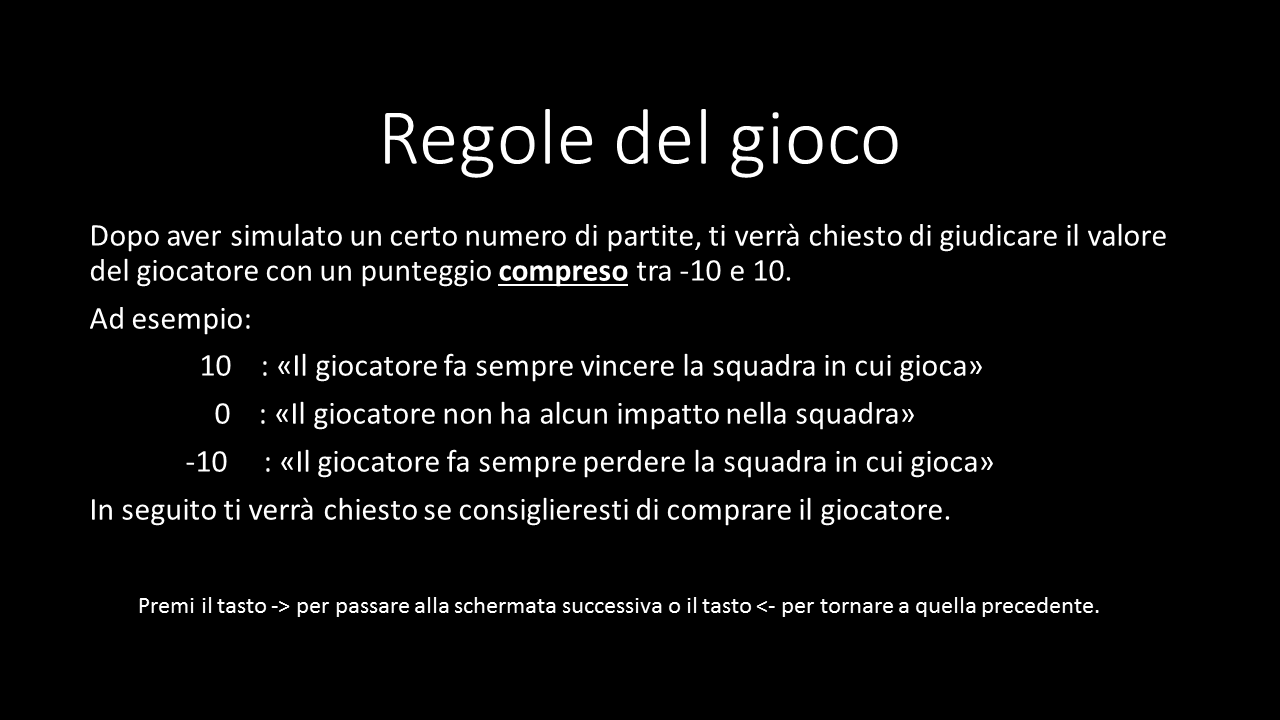 Regole del gioco
Dopo aver simulato un certo numero di partite, ti verrà chiesto di giudicare il valore
del giocatore con un punteggio compreso tra -10 e 10.
Ad esempio:
10 : «Il giocatore fa sempre vincere la squadra in cui gioca»
0 : «Il giocatore non ha alcun impatto nella squadra»
-10 : «Il giocatore fa sempre perdere la squadra in cui gioca»
In seguito ti verrà chiesto se consiglieresti di comprare il giocatore.
Premi il tasto -> per passare alla schermata successiva o il tasto <- per tornare a quella precedente.